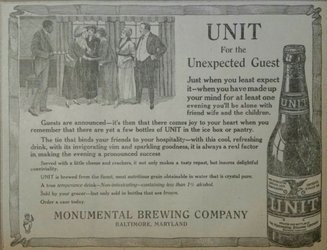 UNIT
For the
Unexpected Guest
Just when you least expect
it—when you have made up
your mind for at least one
evening you'll be alone with
friend wife and the children.
Guests are announced—it's then that there comes joy to your heart when you
remember that there are yet a few bottles of UNIT in the ice box or pantry.
The tie that binds your friends to your hospitality—with this cool, refreshing
drink, with its invigorating vim and sparkling goodness, it is always a real factor
in making the evening a pronounced success
Served with a little cheese and crackers, it not only makes a tasty repast, but insures delightful
conviviality.
UNIT is brewed from the finest, most nutritious grain obtainable in water that is crystal pure.
A true temperance drink—Non-intoxicating—containing less than ½% alcohol.
Sold by your grocer—but only sold in bottles that are brown.
Order a case today.
MONUMENTAL BREWING COMPANY
BALTIMORE, MARYLAND
UNIT
UNIT